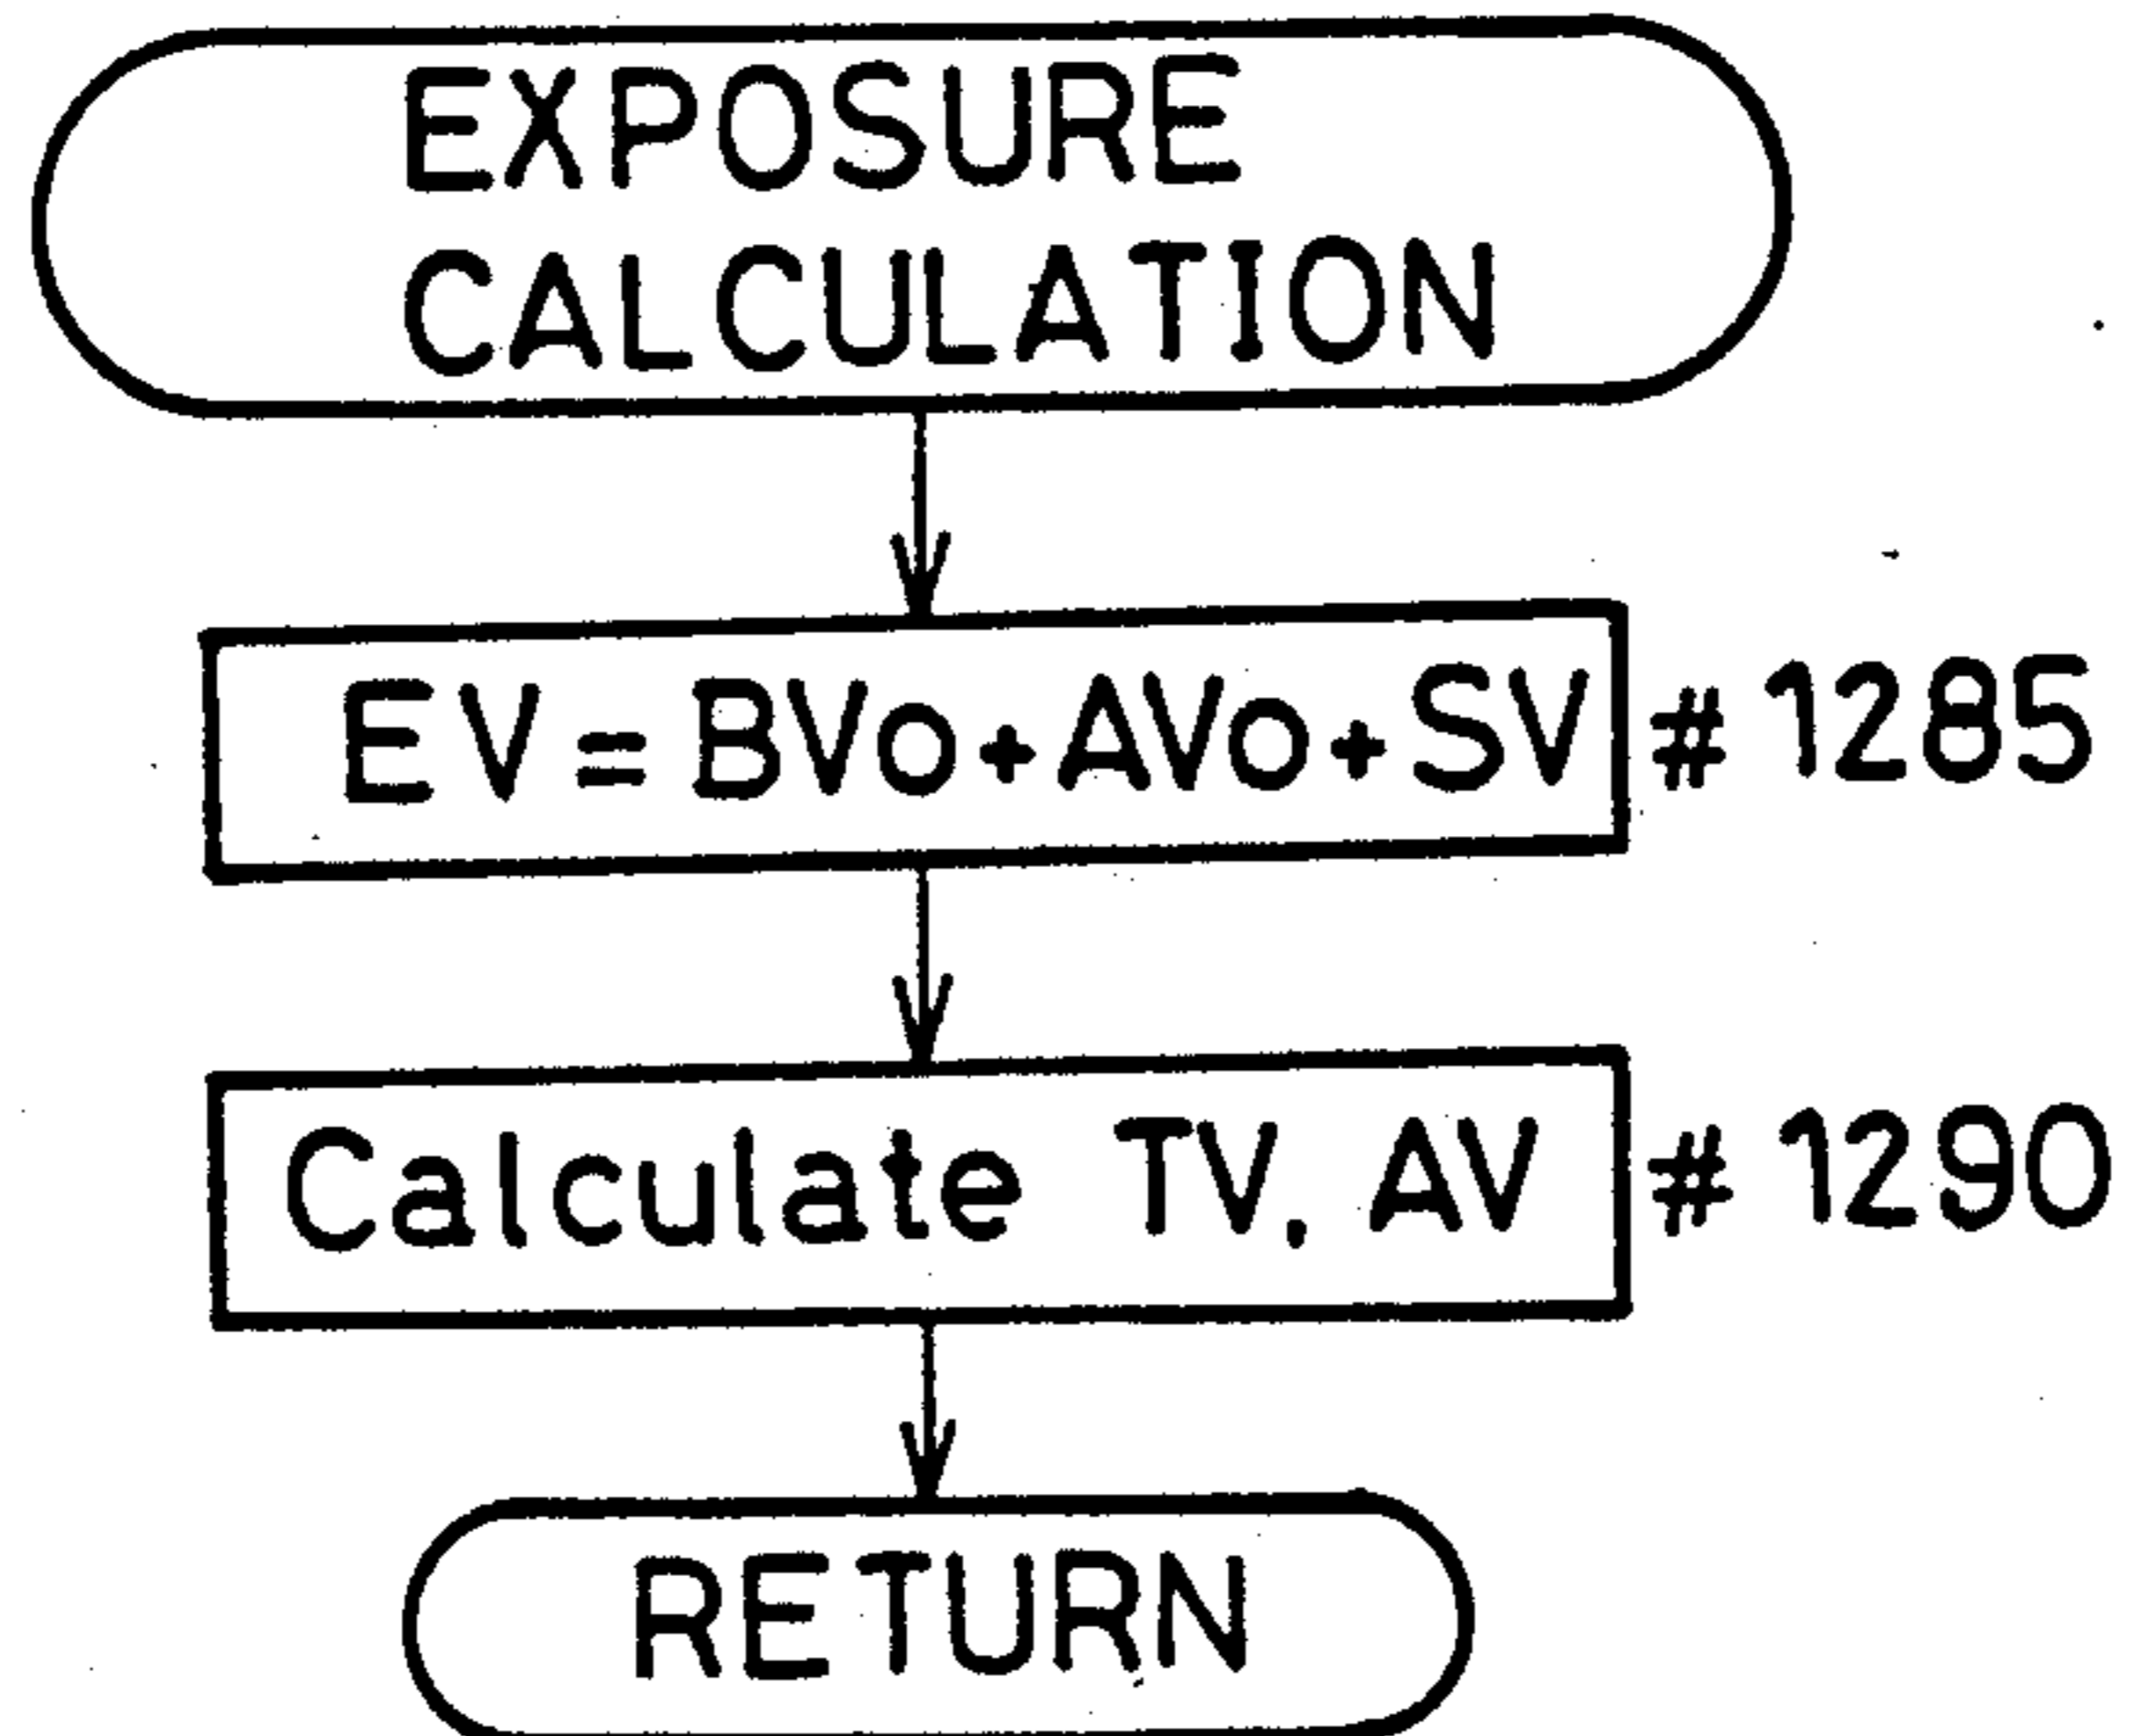 EXPOSURE
CALCULATION
EV=BVo+AVo+SV #1285
Calculate TV, AV #1290
RETURN